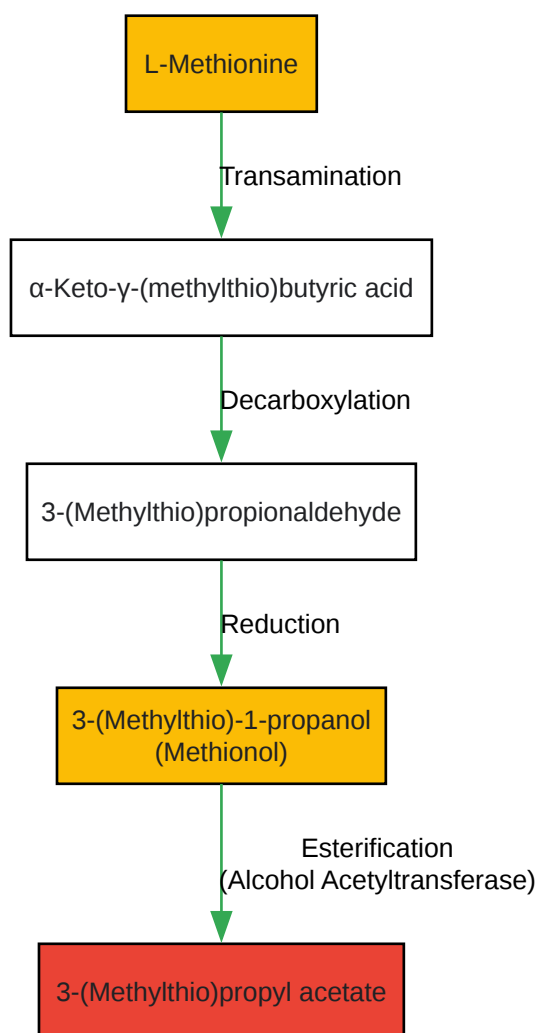 L-Methionine
Transamination
α-Keto-γ-(methylthio)butyric acid
Decarboxylation
3-(Methylthio)propionaldehyde
Reduction
3-(Methylthio)-1-propanol
(Methionol)
Esterification
(Alcohol Acetyltransferase)
3-(Methylthio)propyl acetate